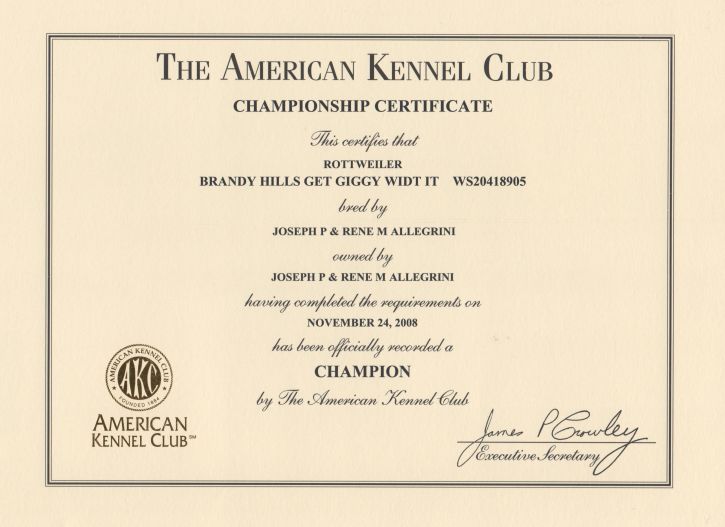 THE AMERICAN KENNEL CLUB
CHAMPIONSHIP CERTIFICATE
This certifies that
ROTTWEILER
BRANDY HILLS GET GIGGY WIDT IT WS20418905
bred by
JOSEPH P & RENE M ALLEGRINI
owned by
JOSEPH P & RENE M ALLEGRINI
having completed the requirements on
NOVEMBER 24, 2008
has been officially recorded a
CHAMPION
by The American Kennel Club
AMERICAN KENNEL CLUB
AKC
FOUNDED 1884
AMERICAN
KENNEL CLUB℠
James P Crowley
Executive Secretary